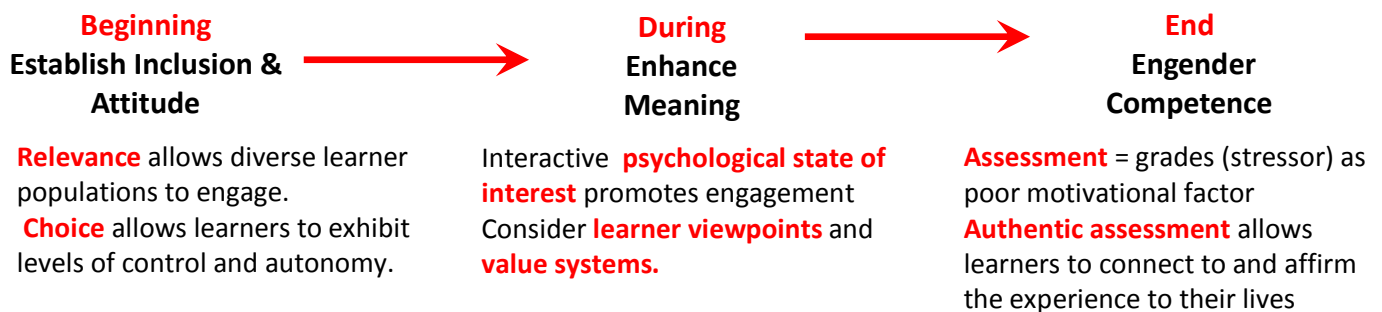 Beginning
Establish Inclusion &
Attitude
Relevance allows diverse learner
populations to engage.
Choice allows learners to exhibit
levels of control and autonomy.
During
Enhance
Meaning
Interactive psychological state of
interest promotes engagement
Consider learner viewpoints and
value systems.
End
Engender
Competence
Assessment = grades (stressor) as
poor motivational factor
Authentic assessment allows
learners to connect to and affirm
the experience to their lives